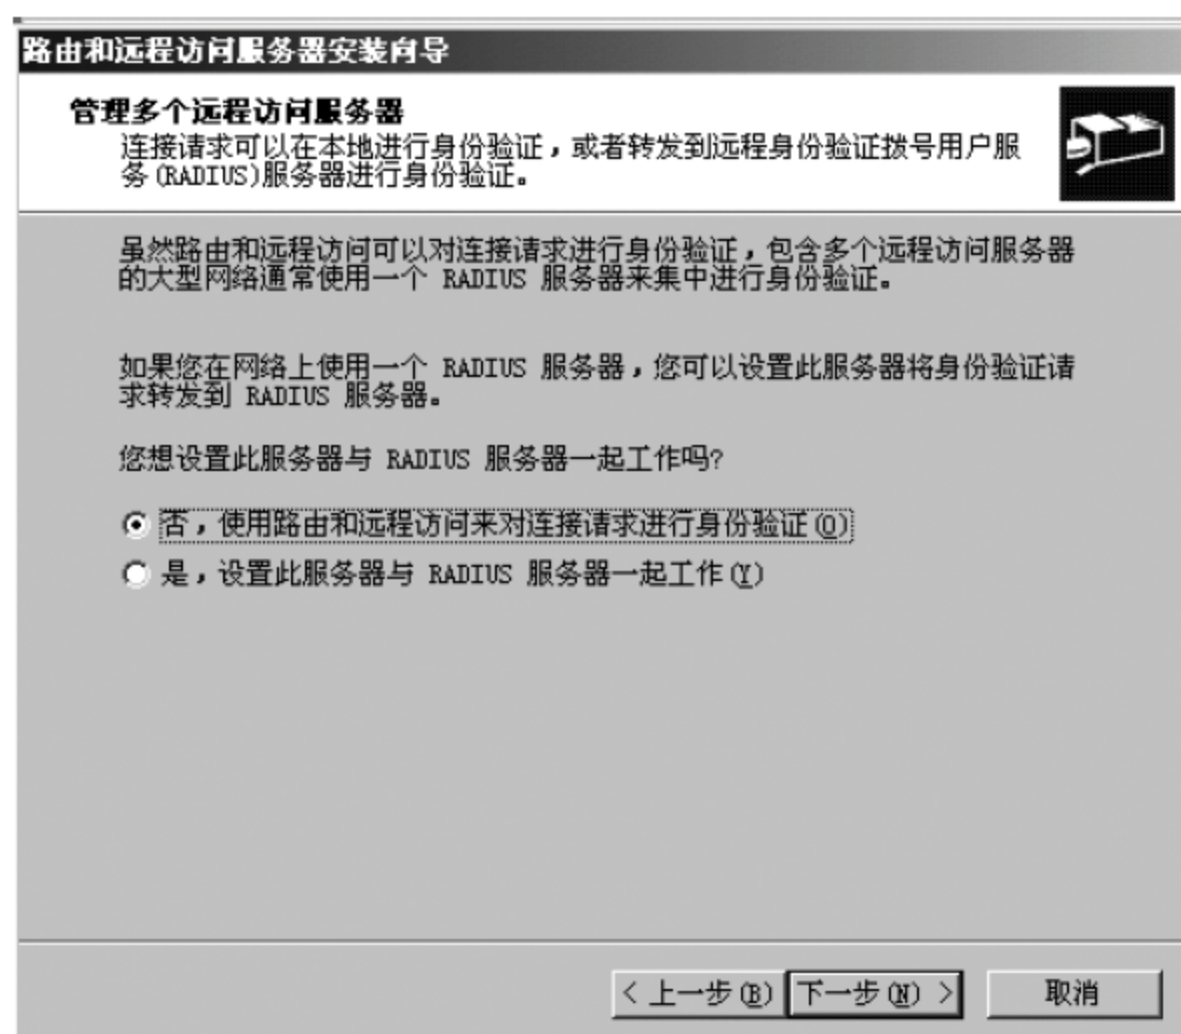 路由和远程访问服务器安装向导
管理多个远程访问服务器
连接请求可以在本地进行身份验证，或者转发到远程身份验证拨号用户服
务(RADIUS)服务器进行身份验证。
虽然路由和远程访问可以对连接请求进行身份验证，包含多个远程访问服务器
的大型网络通常使用一个 RADIUS 服务器来集中进行身份验证。
如果您在网络上使用一个 RADIUS 服务器，您可以设置此服务器将身份验证请
求转发到 RADIUS 服务器。
您想设置此服务器与 RADIUS 服务器一起工作吗?
否，使用路由和远程访问来对连接请求进行身份验证(O)
是，设置此服务器与 RADIUS 服务器一起工作(Y)
< 上一步(B) 下一步(N) > 取消